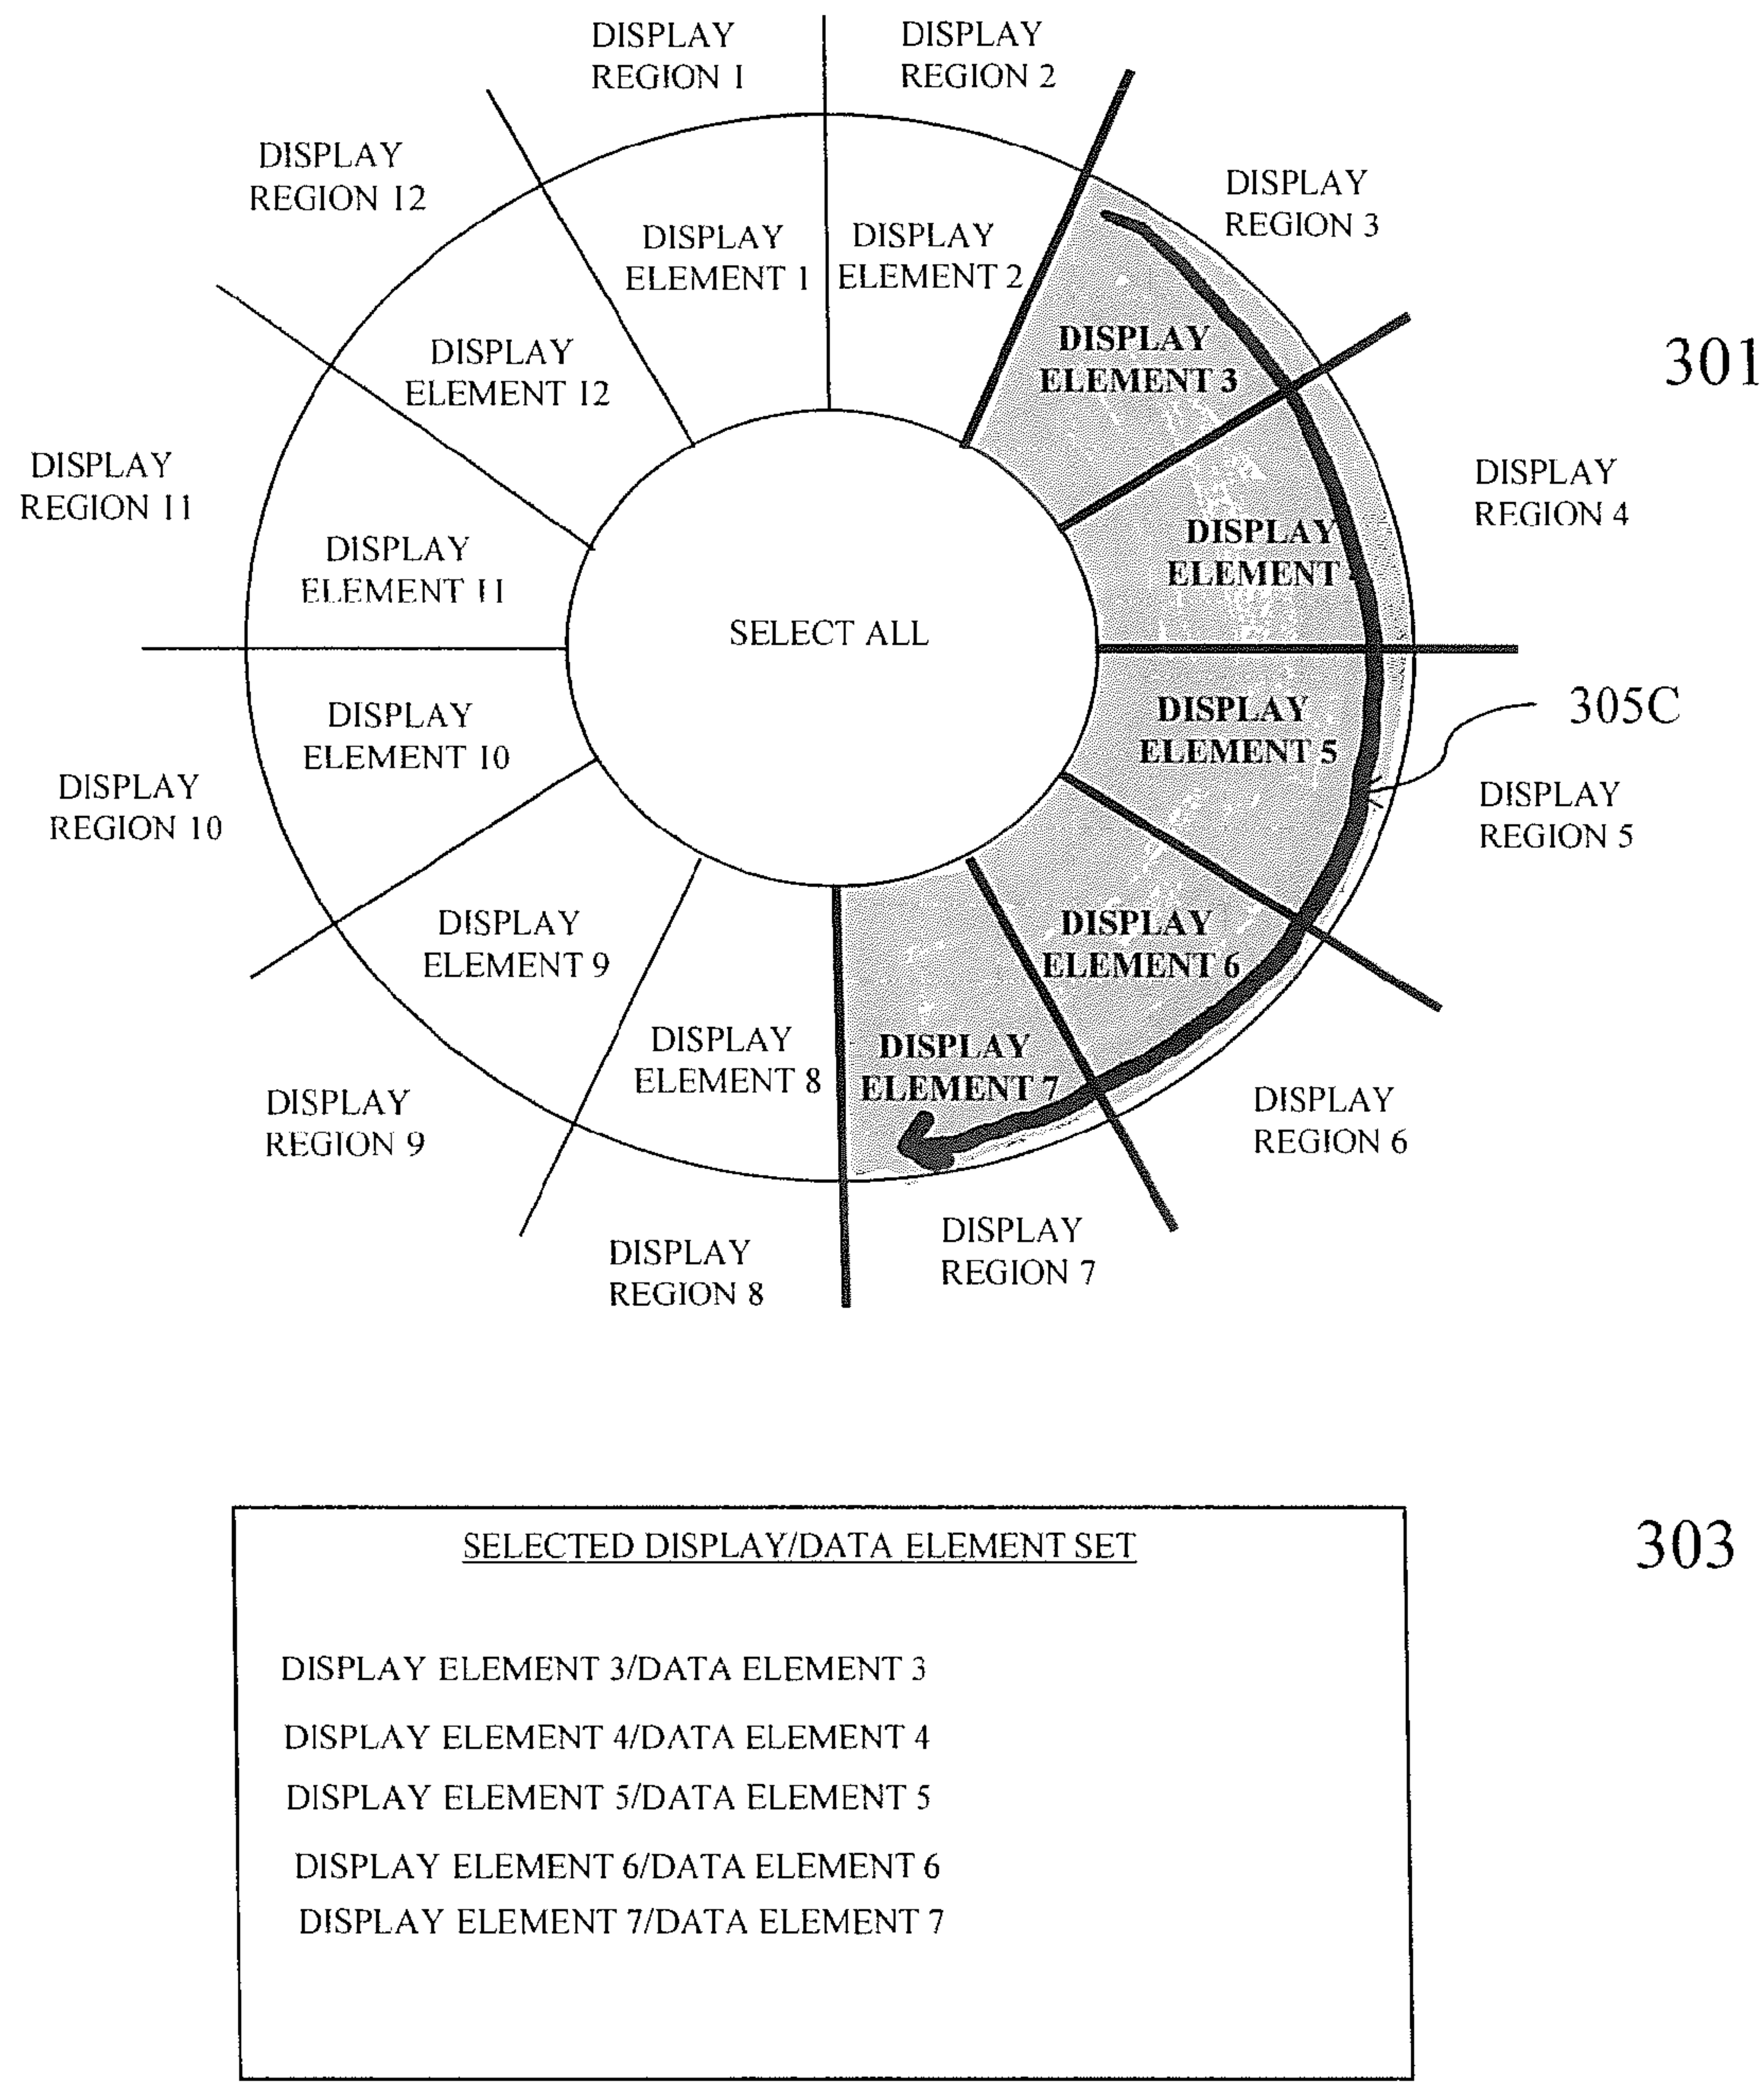 DISPLAY
REGION 1
DISPLAY
REGION 2
DISPLAY
REGION 12
DISPLAY
REGION 3
DISPLAY
ELEMENT 1
DISPLAY
ELEMENT 2
DISPLAY
ELEMENT 3
301
DISPLAY
ELEMENT 12
DISPLAY
REGION 11
DISPLAY
REGION 4
DISPLAY
ELEMENT 11
DISPLAY
ELEMENT
SELECT ALL
DISPLAY
ELEMENT 10
DISPLAY
ELEMENT 5
305C
DISPLAY
REGION 10
DISPLAY
REGION 5
DISPLAY
ELEMENT 9
DISPLAY
ELEMENT 6
DISPLAY
ELEMENT 8
DISPLAY
ELEMENT 7
DISPLAY
REGION 9
DISPLAY
REGION 6
DISPLAY
REGION 8
DISPLAY
REGION 7
SELECTED DISPLAY/DATA ELEMENT SET
303
DISPLAY ELEMENT 3/DATA ELEMENT 3
DISPLAY ELEMENT 4/DATA ELEMENT 4
DISPLAY ELEMENT 5/DATA ELEMENT 5
DISPLAY ELEMENT 6/DATA ELEMENT 6
DISPLAY ELEMENT 7/DATA ELEMENT 7